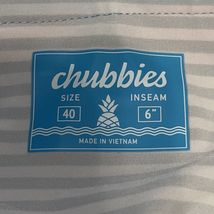 chubbies
SIZE INSEAM
40 6"
MADE IN VIETNAM